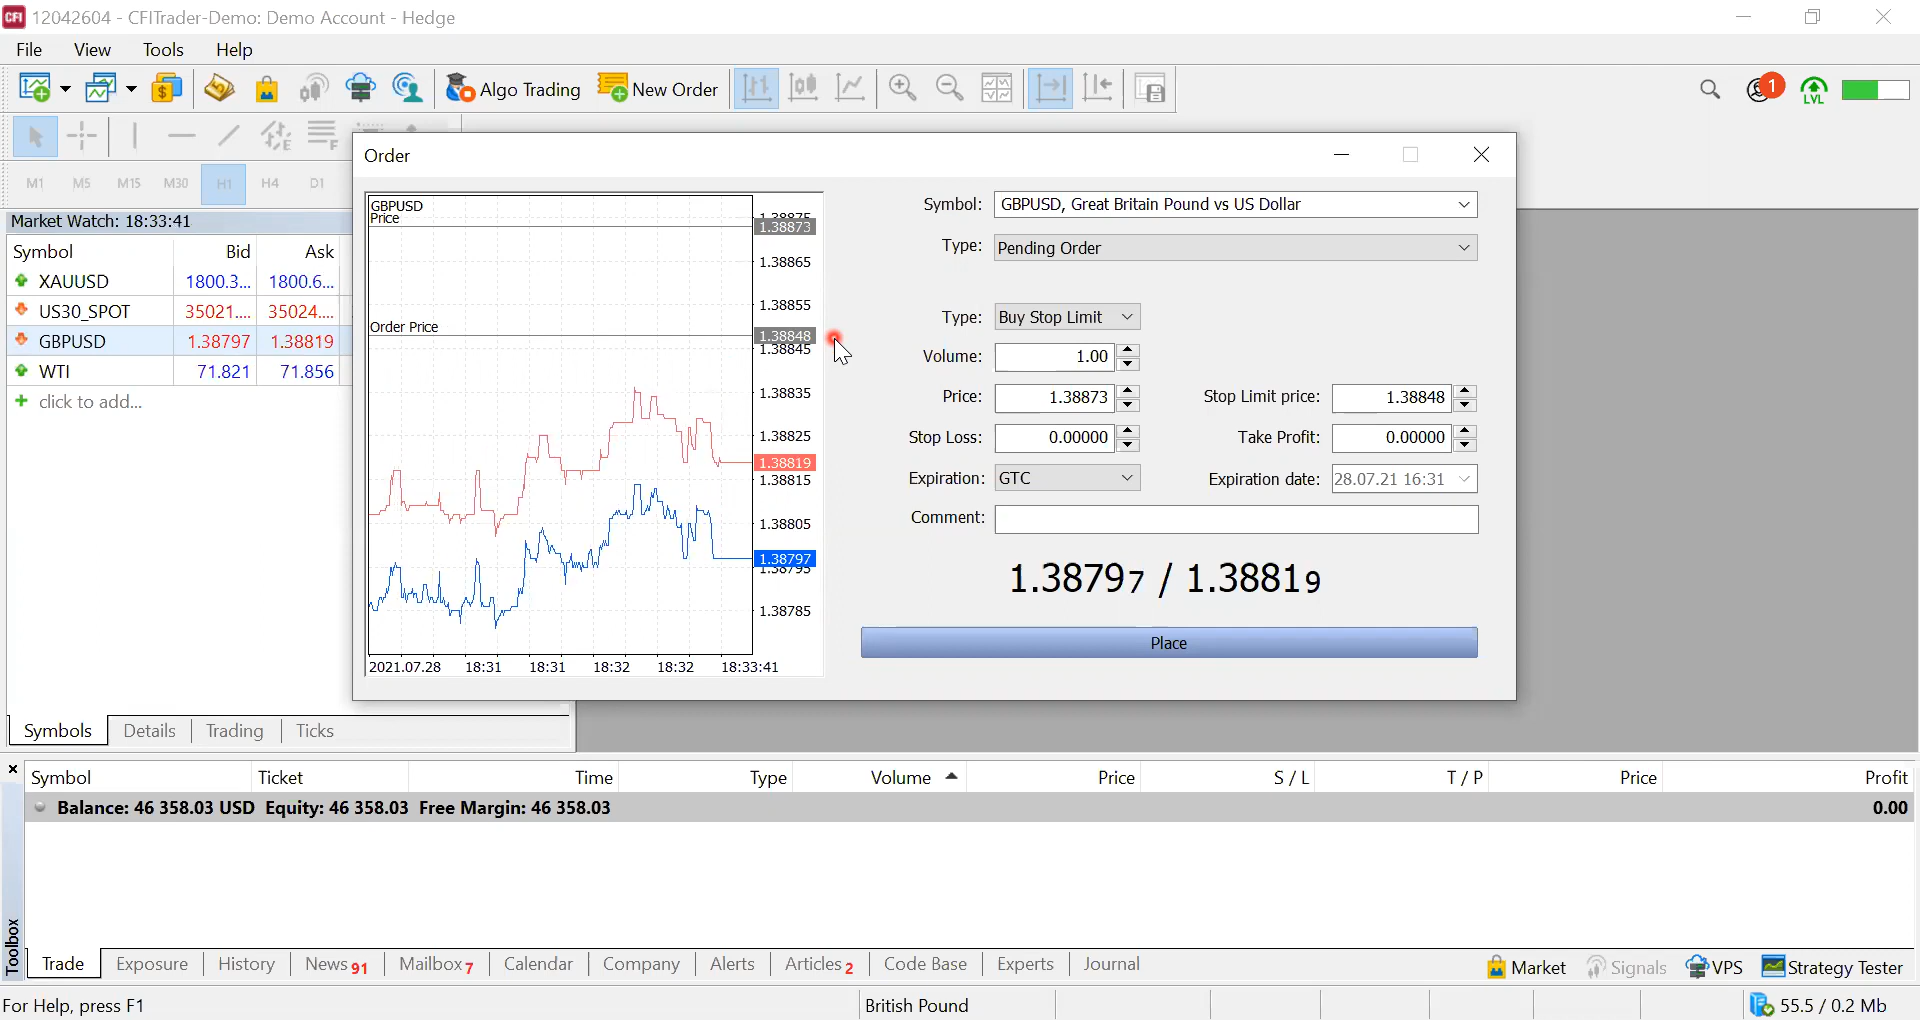 CFI 12042604 - CFITrader-Demo: Demo Account - Hedge
File View Tools Help
Algo Trading New Order 1 LVL
M1 M5 M15 M30 H1 H4 D1
Order
Market Watch: 18:33:41
Symbol Bid Ask
XAUUSD 1800.3... 1800.6...
US30_SPOT 35021.... 35024....
GBPUSD 1.38797 1.38819
WTI 71.821 71.856
click to add...
GBPUSD
Price
Order Price
1.38875
1.38873
1.38865
1.38855
1.38848
1.38845
1.38835
1.38825
1.38819
1.38815
1.38805
1.38797
1.38795
1.38785
2021.07.28 18:31 18:31 18:32 18:32 18:33:41
Symbol: GBPUSD, Great Britain Pound vs US Dollar
Type: Pending Order
Type: Buy Stop Limit
Volume: 1.00
Price: 1.38873 Stop Limit price: 1.38848
Stop Loss: 0.00000 Take Profit: 0.00000
Expiration: GTC Expiration date: 28.07.21 16:31
Comment:
1.38797 / 1.38819
Place
Symbols Details Trading Ticks
Symbol Ticket Time Type Volume Price S / L T / P Price Profit
Balance: 46 358.03 USD Equity: 46 358.03 Free Margin: 46 358.03 0.00
Toolbox
Trade Exposure History News 91 Mailbox 7 Calendar Company Alerts Articles 2 Code Base Experts Journal Market Signals VPS Strategy Tester
For Help, press F1 British Pound 55.5 / 0.2 Mb